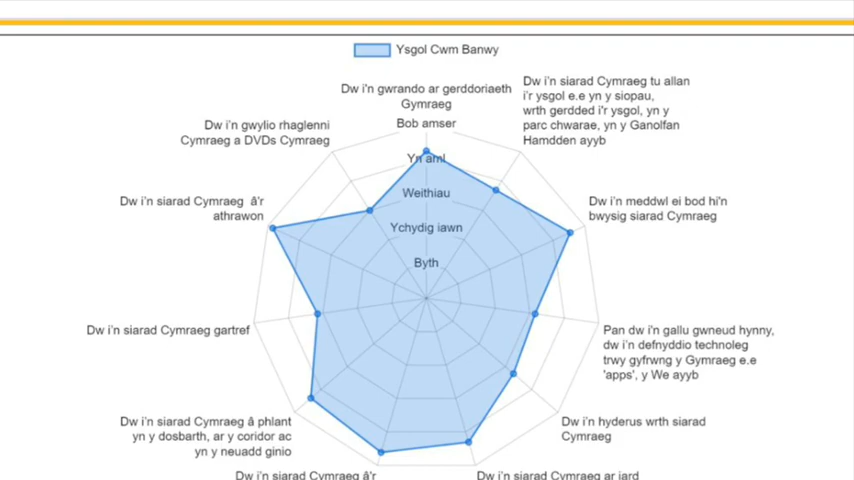 Ysgol Cwm Banwy
Dw i'n gwrando ar gerddoriaeth
Gymraeg
Dw i'n siarad Cymraeg tu allan
i'r ysgol e.e yn y siopau,
wrth gerdded i'r ysgol, yn y
parc chwarae, yn y Ganolfan
Hamdden ayyb
Dw i'n gwylio rhaglenni
Cymraeg a DVDs Cymraeg
Bob amser
Yn aml
Weithiau
Ychydig iawn
Byth
Dw i'n siarad Cymraeg â'r
athrawon
Dw i'n meddwl ei bod hi'n
bwysig siarad Cymraeg
Dw i'n siarad Cymraeg gartref
Pan dw i'n gallu gwneud hynny,
dw i'n defnyddio technoleg
trwy gyfrwng y Gymraeg e.e
'apps', y We ayyb
Dw i'n siarad Cymraeg â phlant
yn y dosbarth, ar y coridor ac
yn y neuadd ginio
Dw i'n hyderus wrth siarad
Cymraeg
Dw i'n siarad Cymraeg â'r
Dw i'n siarad Cymraeg ar iard